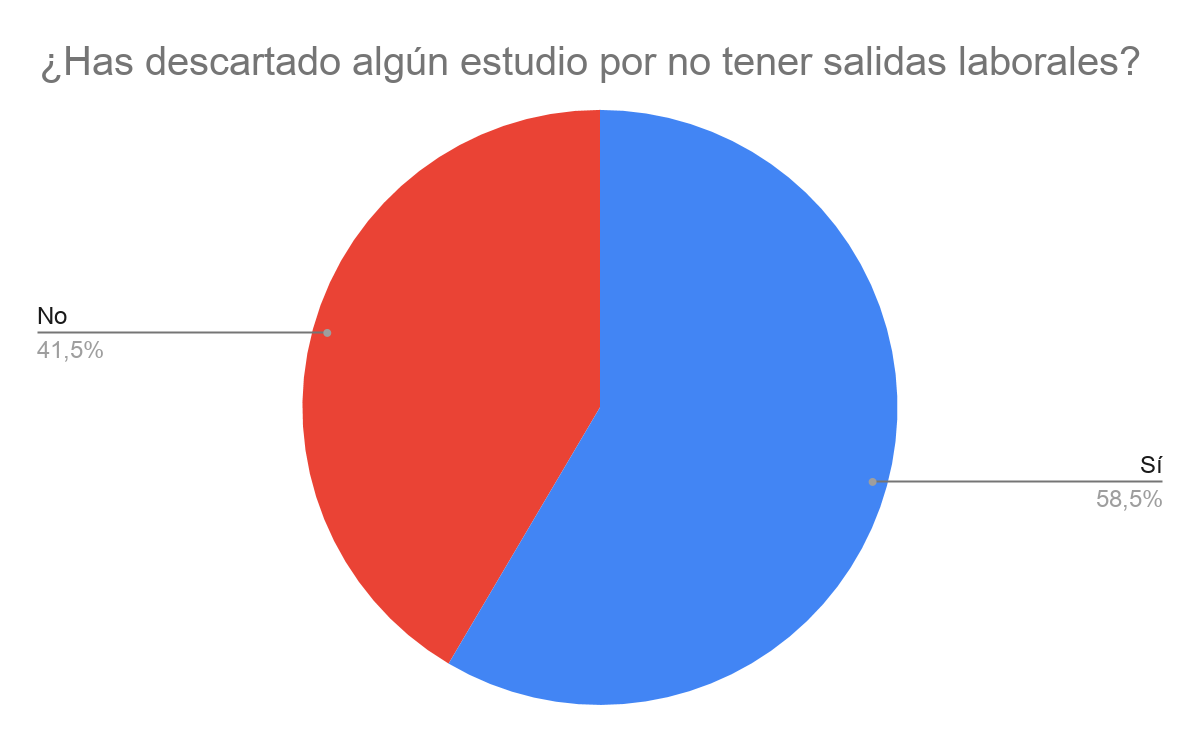 ¿Has descartado algún estudio por no tener salidas laborales?
No
41,5%
Sí
58,5%